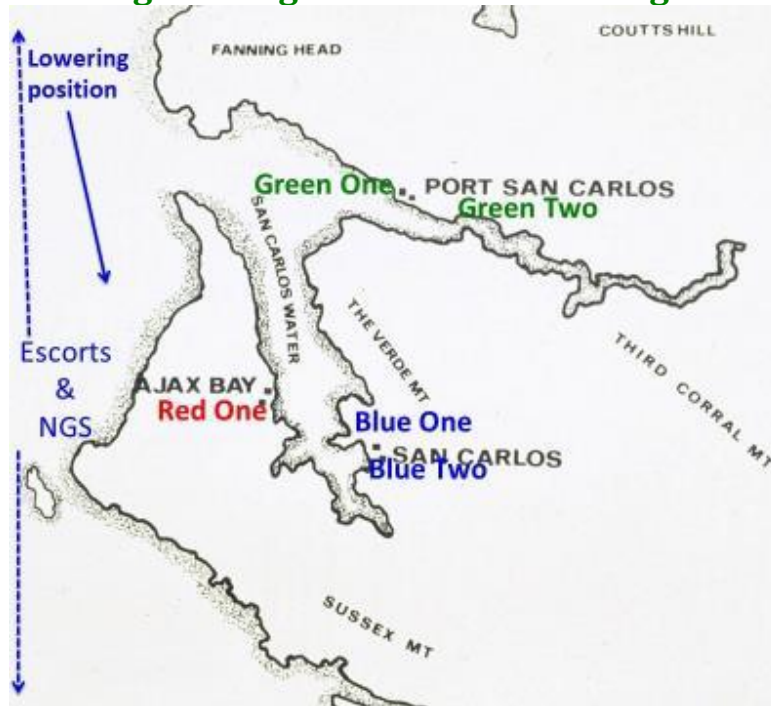 FANNING HEAD
COUTTS HILL
Lowering
position
Green One
PORT SAN CARLOS
Green Two
SAN CARLOS WATER
THE VERDE MT
THIRD CORRAL MT
Escorts
&
NGS
AJAX BAY
Red One
Blue One
SAN CARLOS
Blue Two
SUSSEX MT